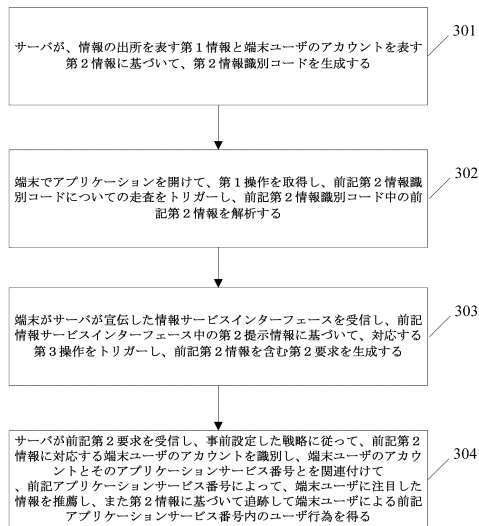 サーバが、情報の出所を表す第1情報と端末ユーザのアカウントを表す
第2情報に基づいて、第2情報識別コードを生成する
301
端末でアプリケーションを開けて、第1操作を取得し、前記第2情報識
別コードについての走査をトリガーし、前記第2情報識別コード中の前
記第2情報を解析する
302
端末がサーバが宣伝した情報サービスインターフェースを受信し、前記
情報サービスインターフェース中の第2提示情報に基づいて、対応する
第3操作をトリガーし、前記第2情報を含む第2要求を生成する
303
サーバが前記第2要求を受信し、事前設定した戦略に従って、前記第2
情報に対応する端末ユーザのアカウントを識別し、端末ユーザのアカウ
ントとそのアプリケーションサービス番号とを関連付けて
、前記アプリケーションサービス番号によって、端末ユーザに注目した
情報を推薦し、また第2情報に基づいて追跡して端末ユーザによる前記
アプリケーションサービス番号内のユーザ行為を得る
304